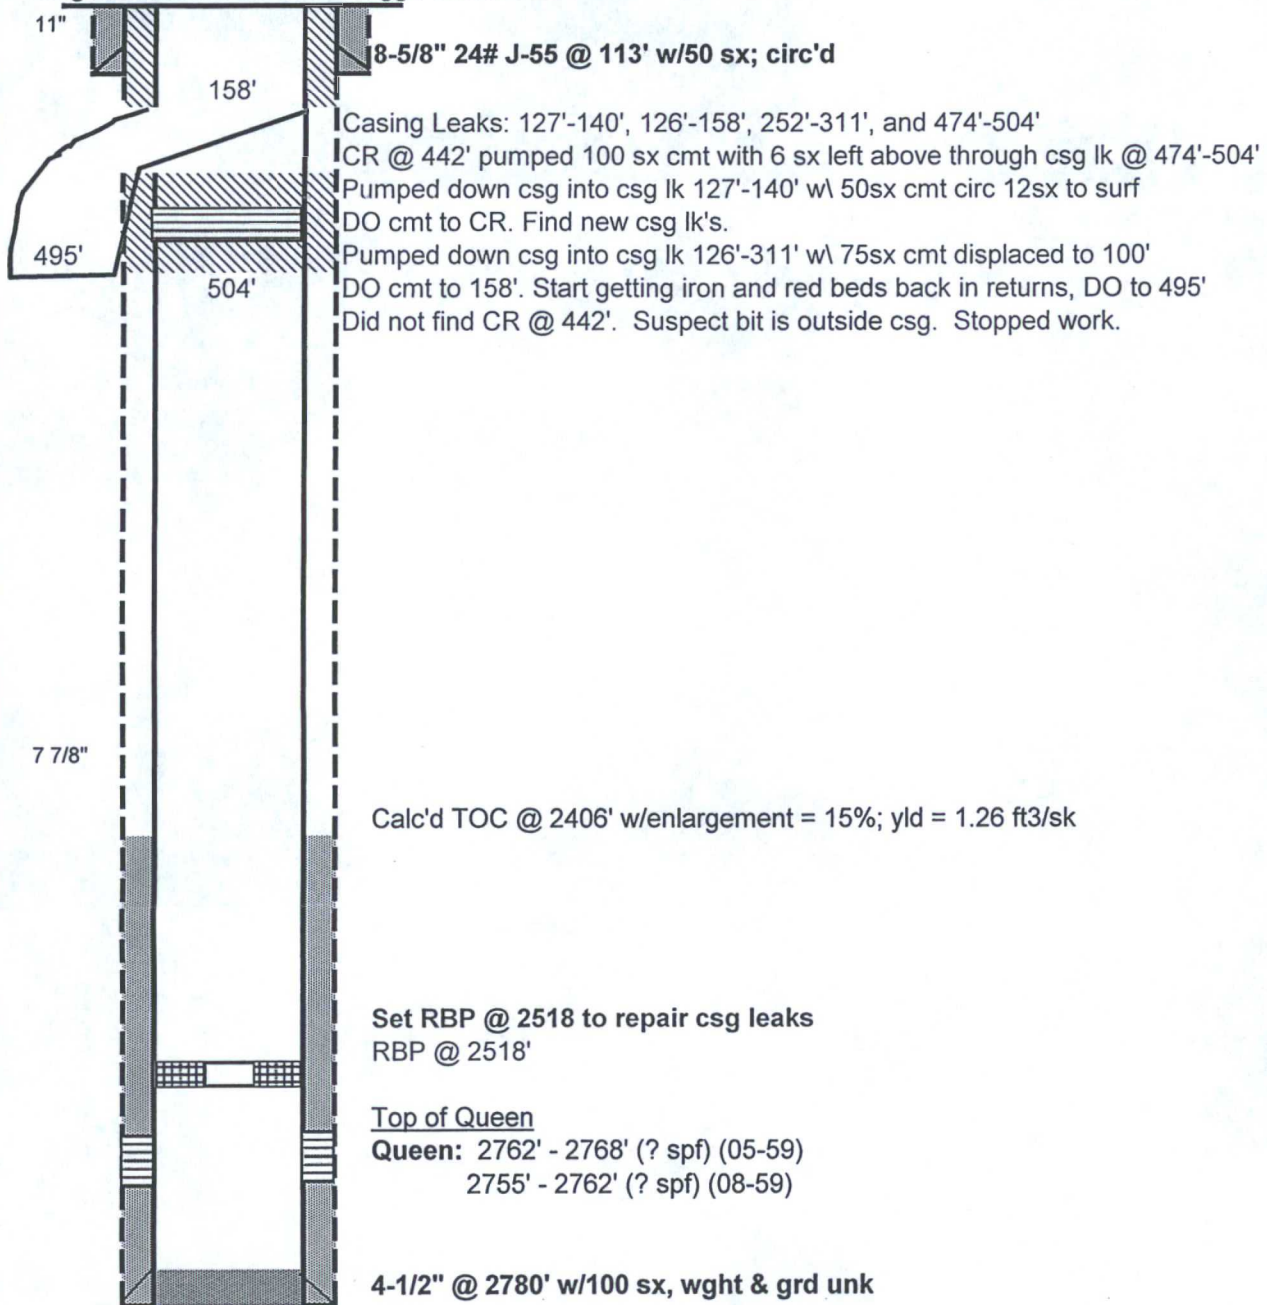 11"
8-5/8" 24# J-55 @ 113' w/50 sx; circ'd
158'
Casing Leaks: 127'-140', 126'-158', 252'-311', and 474'-504'
CR @ 442' pumped 100 sx cmt with 6 sx left above through csg lk @ 474'-504'
Pumped down csg into csg lk 127'-140' w\ 50sx cmt circ 12sx to surf
DO cmt to CR. Find new csg lk's.
495'
Pumped down csg into csg lk 126'-311' w\ 75sx cmt displaced to 100'
504'
DO cmt to 158'. Start getting iron and red beds back in returns, DO to 495'
Did not find CR @ 442'. Suspect bit is outside csg. Stopped work.
7 7/8"
Calc'd TOC @ 2406' w/enlargement = 15%; yld = 1.26 ft3/sk
Set RBP @ 2518 to repair csg leaks
RBP @ 2518'
Top of Queen
Queen: 2762' - 2768' (? spf) (05-59)
2755' - 2762' (? spf) (08-59)
4-1/2" @ 2780' w/100 sx, wght & grd unk